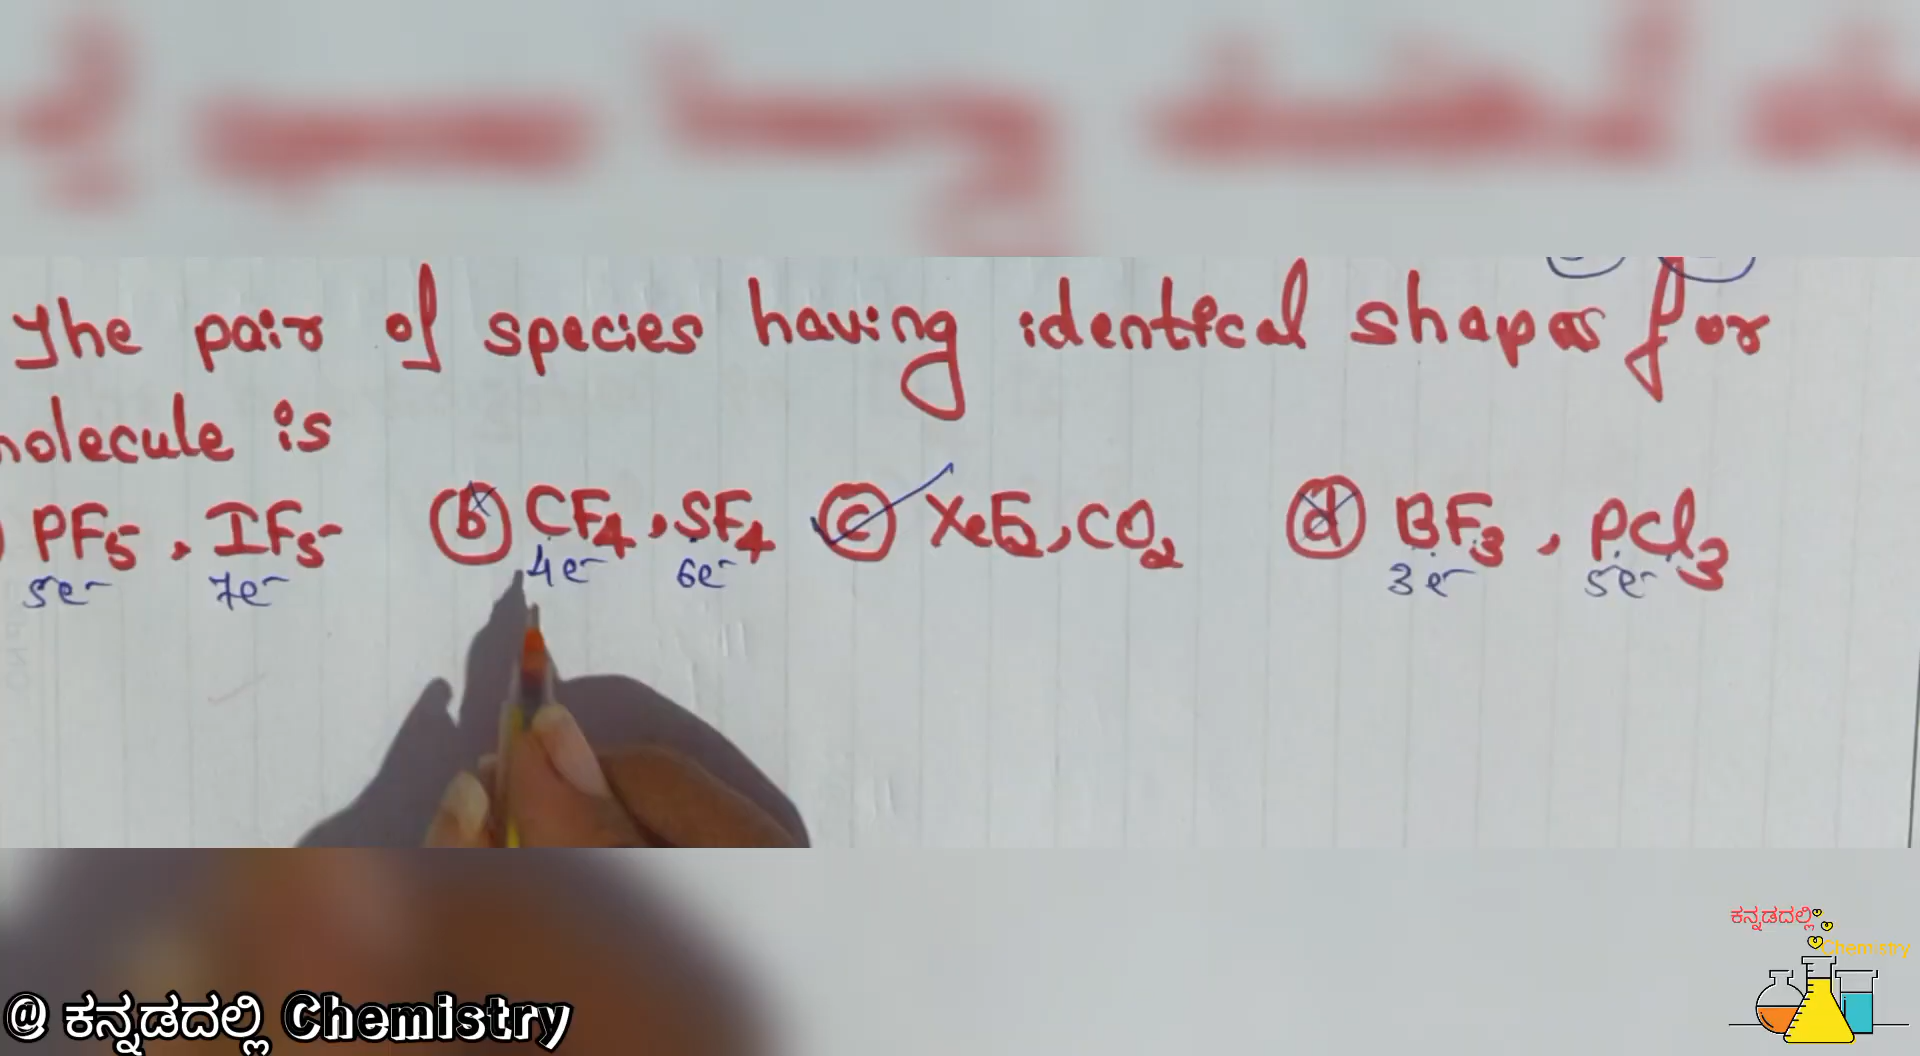 The pair of species having identical shapes for
molecule is
PF5 , IF5 (b) CF4 , SF4 (c) XeF2 , CO2 (d) BF3 , PCl3
5e- 7e- 4e- 6e- 3e- 5e-
ಕನ್ನಡದಲ್ಲಿ
Chemistry
@ ಕನ್ನಡದಲ್ಲಿ Chemistry